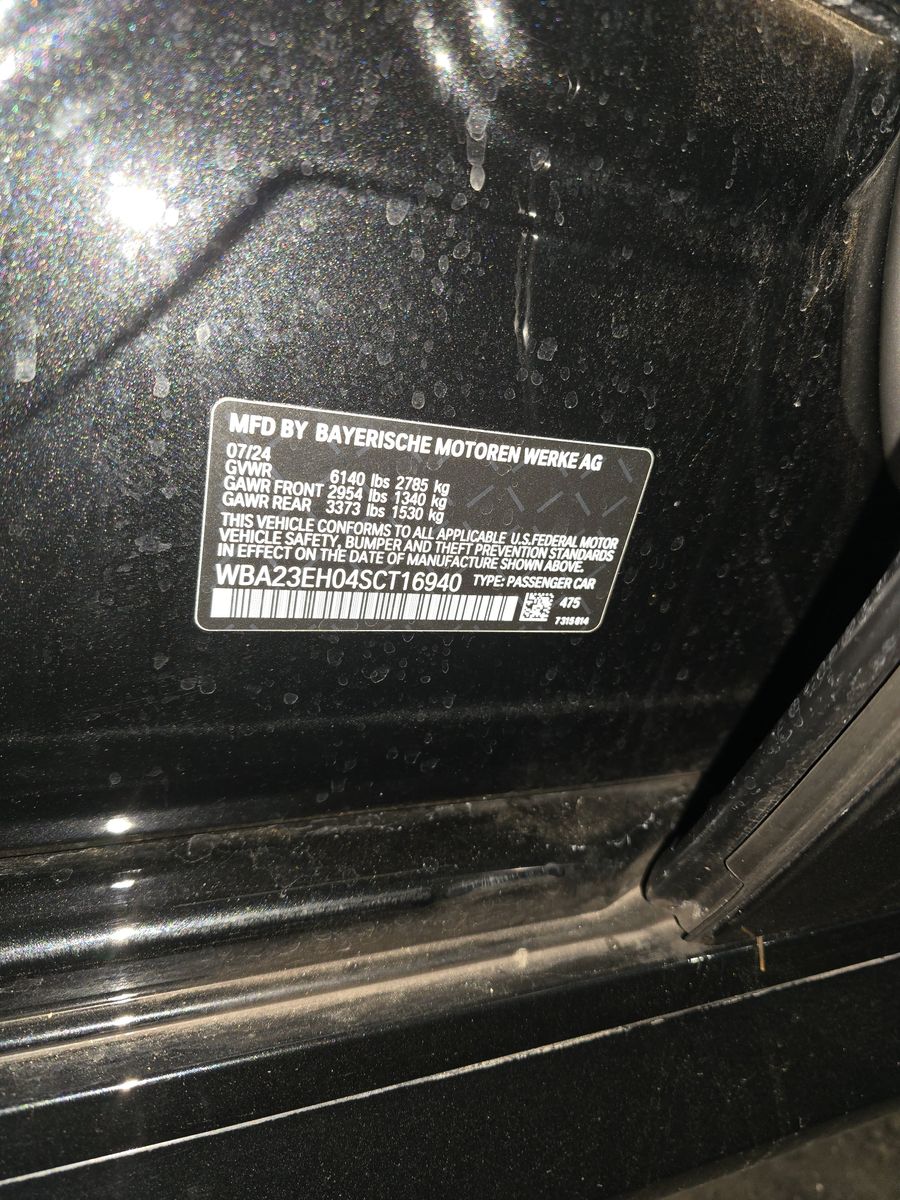 MFD BY BAYERISCHE MOTOREN WERKE AG
07/24
GVWR 6140 lbs 2785 kg
GAWR FRONT 2954 lbs 1340 kg
GAWR REAR 3373 lbs 1530 kg
THIS VEHICLE CONFORMS TO ALL APPLICABLE U.S.FEDERAL MOTOR
VEHICLE SAFETY, BUMPER AND THEFT PREVENTION STANDARDS
IN EFFECT ON THE DATE OF MANUFACTURE SHOWN ABOVE.
WBA23EH04SCT16940 TYPE: PASSENGER CAR
475
7315814